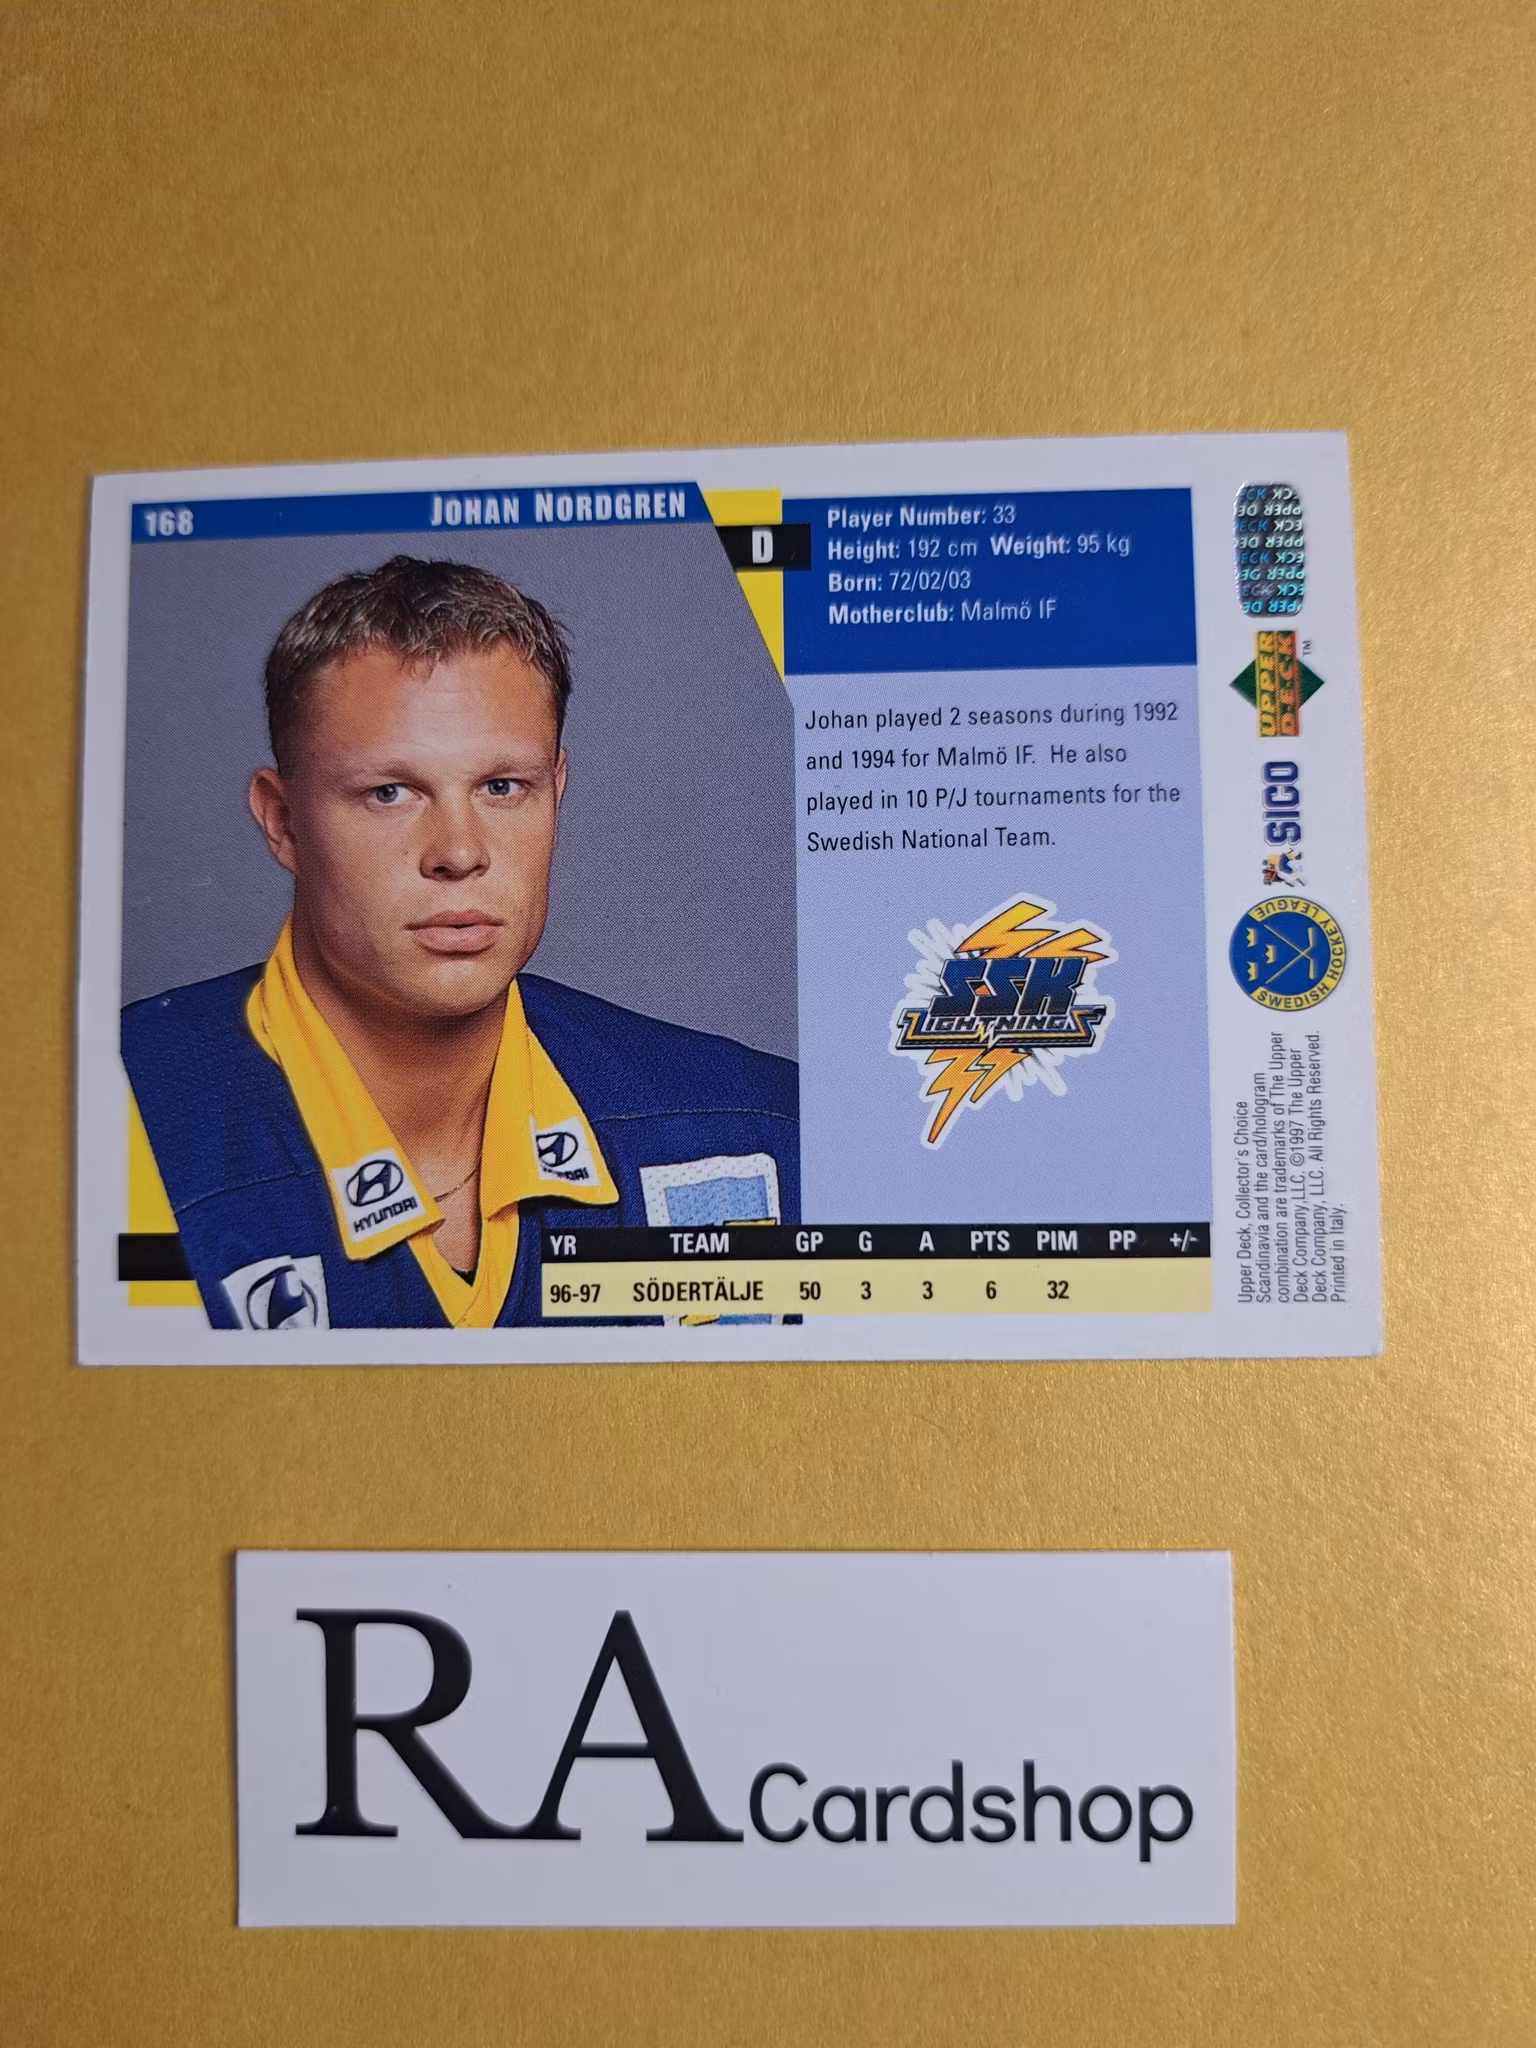 168
JOHAN NORDGREN
D
Player Number: 33
Height: 192 cm Weight: 95 kg
Born: 72/02/03
Motherclub: Malmö IF
Johan played 2 seasons during 1992
and 1994 for Malmö IF. He also
played in 10 P/J tournaments for the
Swedish National Team.
SSK
LIGHTNING
HYUNDAI
YR TEAM GP G A PTS PIM PP +/-
96-97 SÖDERTÄLJE 50 3 3 6 32
UPPER
DECK
TM
SICO
SWEDISH HOCKEY LEAGUE
Upper Deck, Collector's Choice
Scandinavia and the card/hologram
combination are trademarks of The Upper
Deck Company, LLC. ©1997 The Upper
Deck Company, LLC. All Rights Reserved.
Printed in Italy.
RA Cardshop